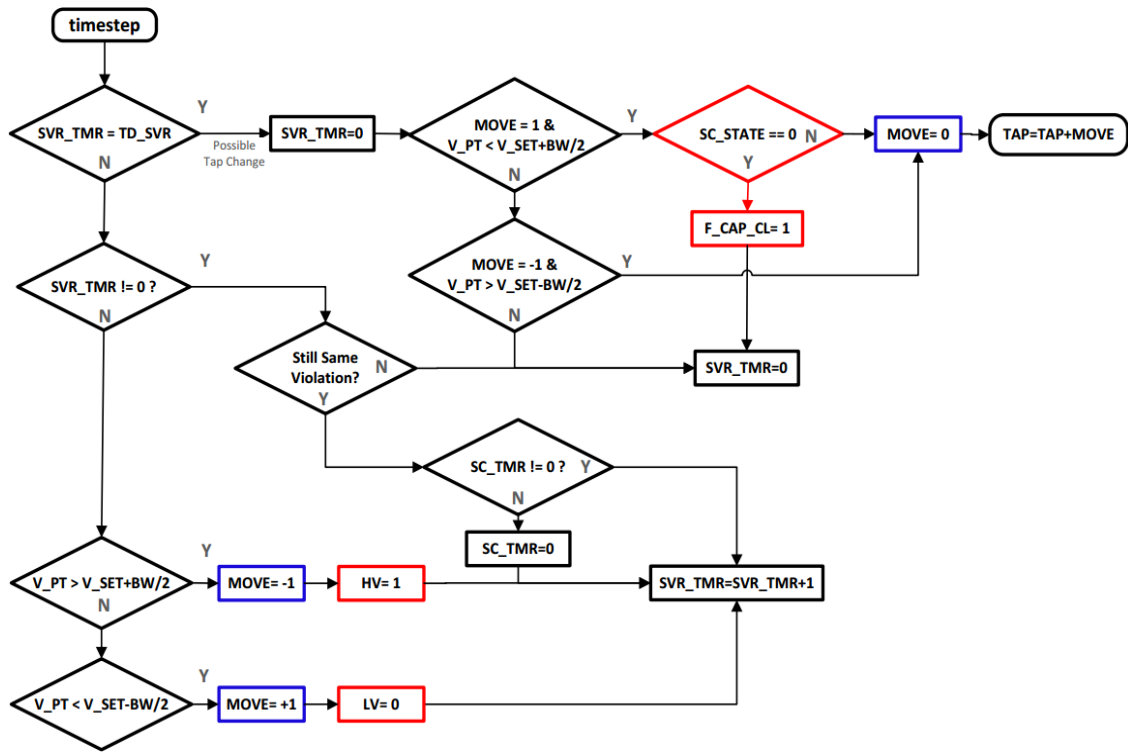 timestep
SVR_TMR = TD_SVR
Y
N
Possible
Tap Change
SVR_TMR=0
MOVE = 1 &
V_PT < V_SET+BW/2
Y
N
SC_STATE == 0
N
Y
MOVE= 0
TAP=TAP+MOVE
F_CAP_CL= 1
MOVE = -1 &
V_PT > V_SET-BW/2
Y
N
SVR_TMR != 0 ?
Y
N
Still Same
Violation?
N
Y
SVR_TMR=0
SC_TMR != 0 ?
Y
N
SC_TMR=0
V_PT > V_SET+BW/2
Y
N
MOVE= -1
HV= 1
SVR_TMR=SVR_TMR+1
V_PT < V_SET-BW/2
Y
MOVE= +1
LV= 0